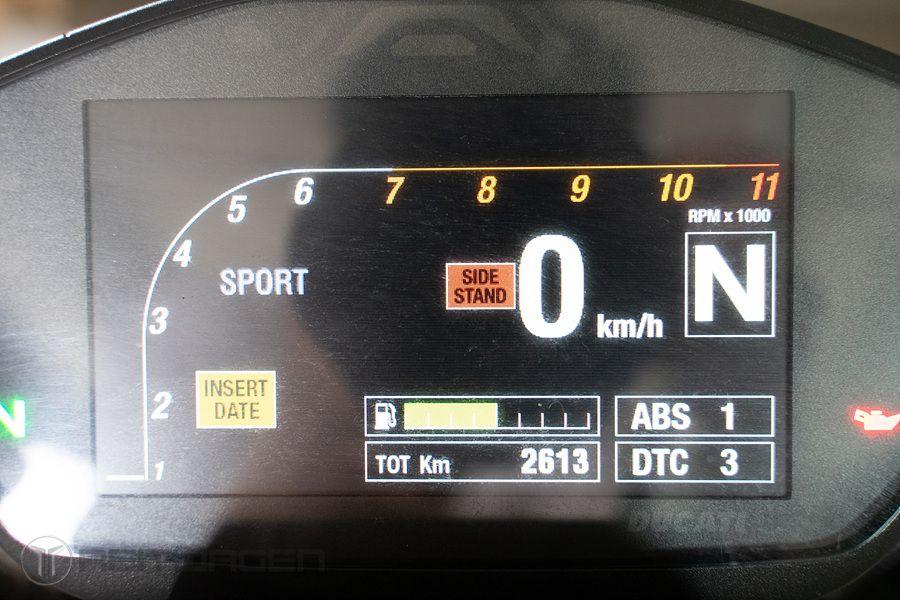 1
2
3
4
5
6
7
8
9
10
11
RPM x 1000
SPORT
SIDE
STAND
0
km/h
N
INSERT
DATE
N
ABS 1
TOT Km 2613
DTC 3
DUCATI